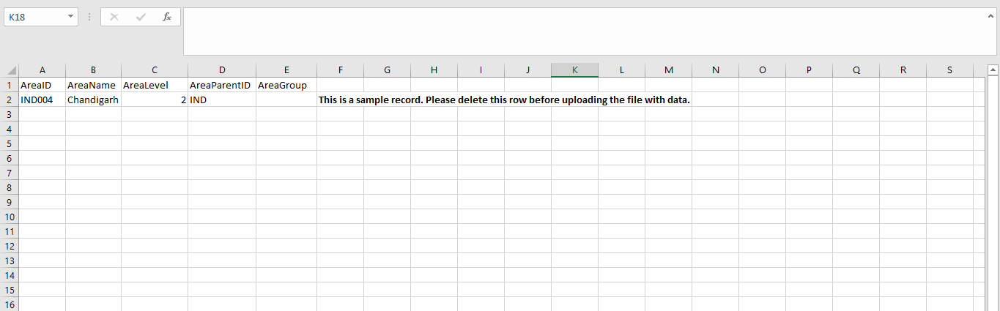 K18
fx
A B C D E F G H I J K L M N O P Q R S
1 AreaID AreaName AreaLevel AreaParentID AreaGroup
2 IND004 Chandigarh 2 IND This is a sample record. Please delete this row before uploading the file with data.
3
4
5
6
7
8
9
10
11
12
13
14
15
16